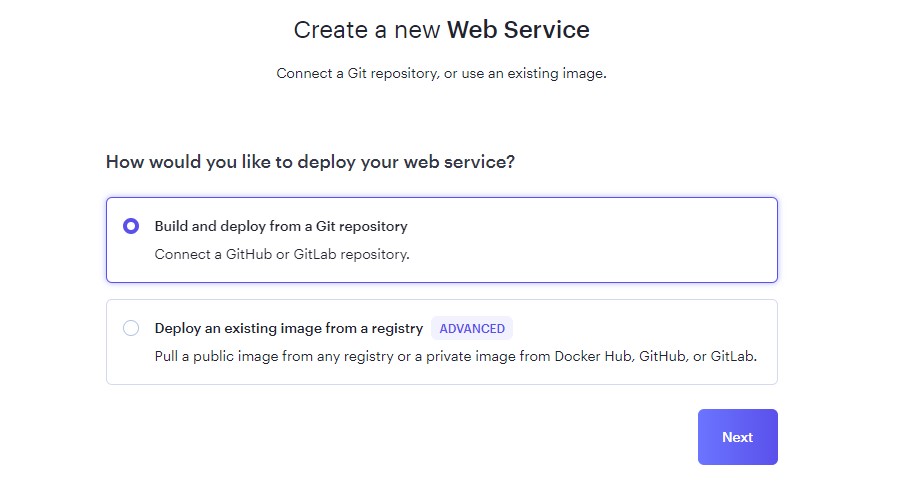 Create a new Web Service
Connect a Git repository, or use an existing image.
How would you like to deploy your web service?
Build and deploy from a Git repository
Connect a GitHub or GitLab repository.
Deploy an existing image from a registry ADVANCED
Pull a public image from any registry or a private image from Docker Hub, GitHub, or GitLab.
Next